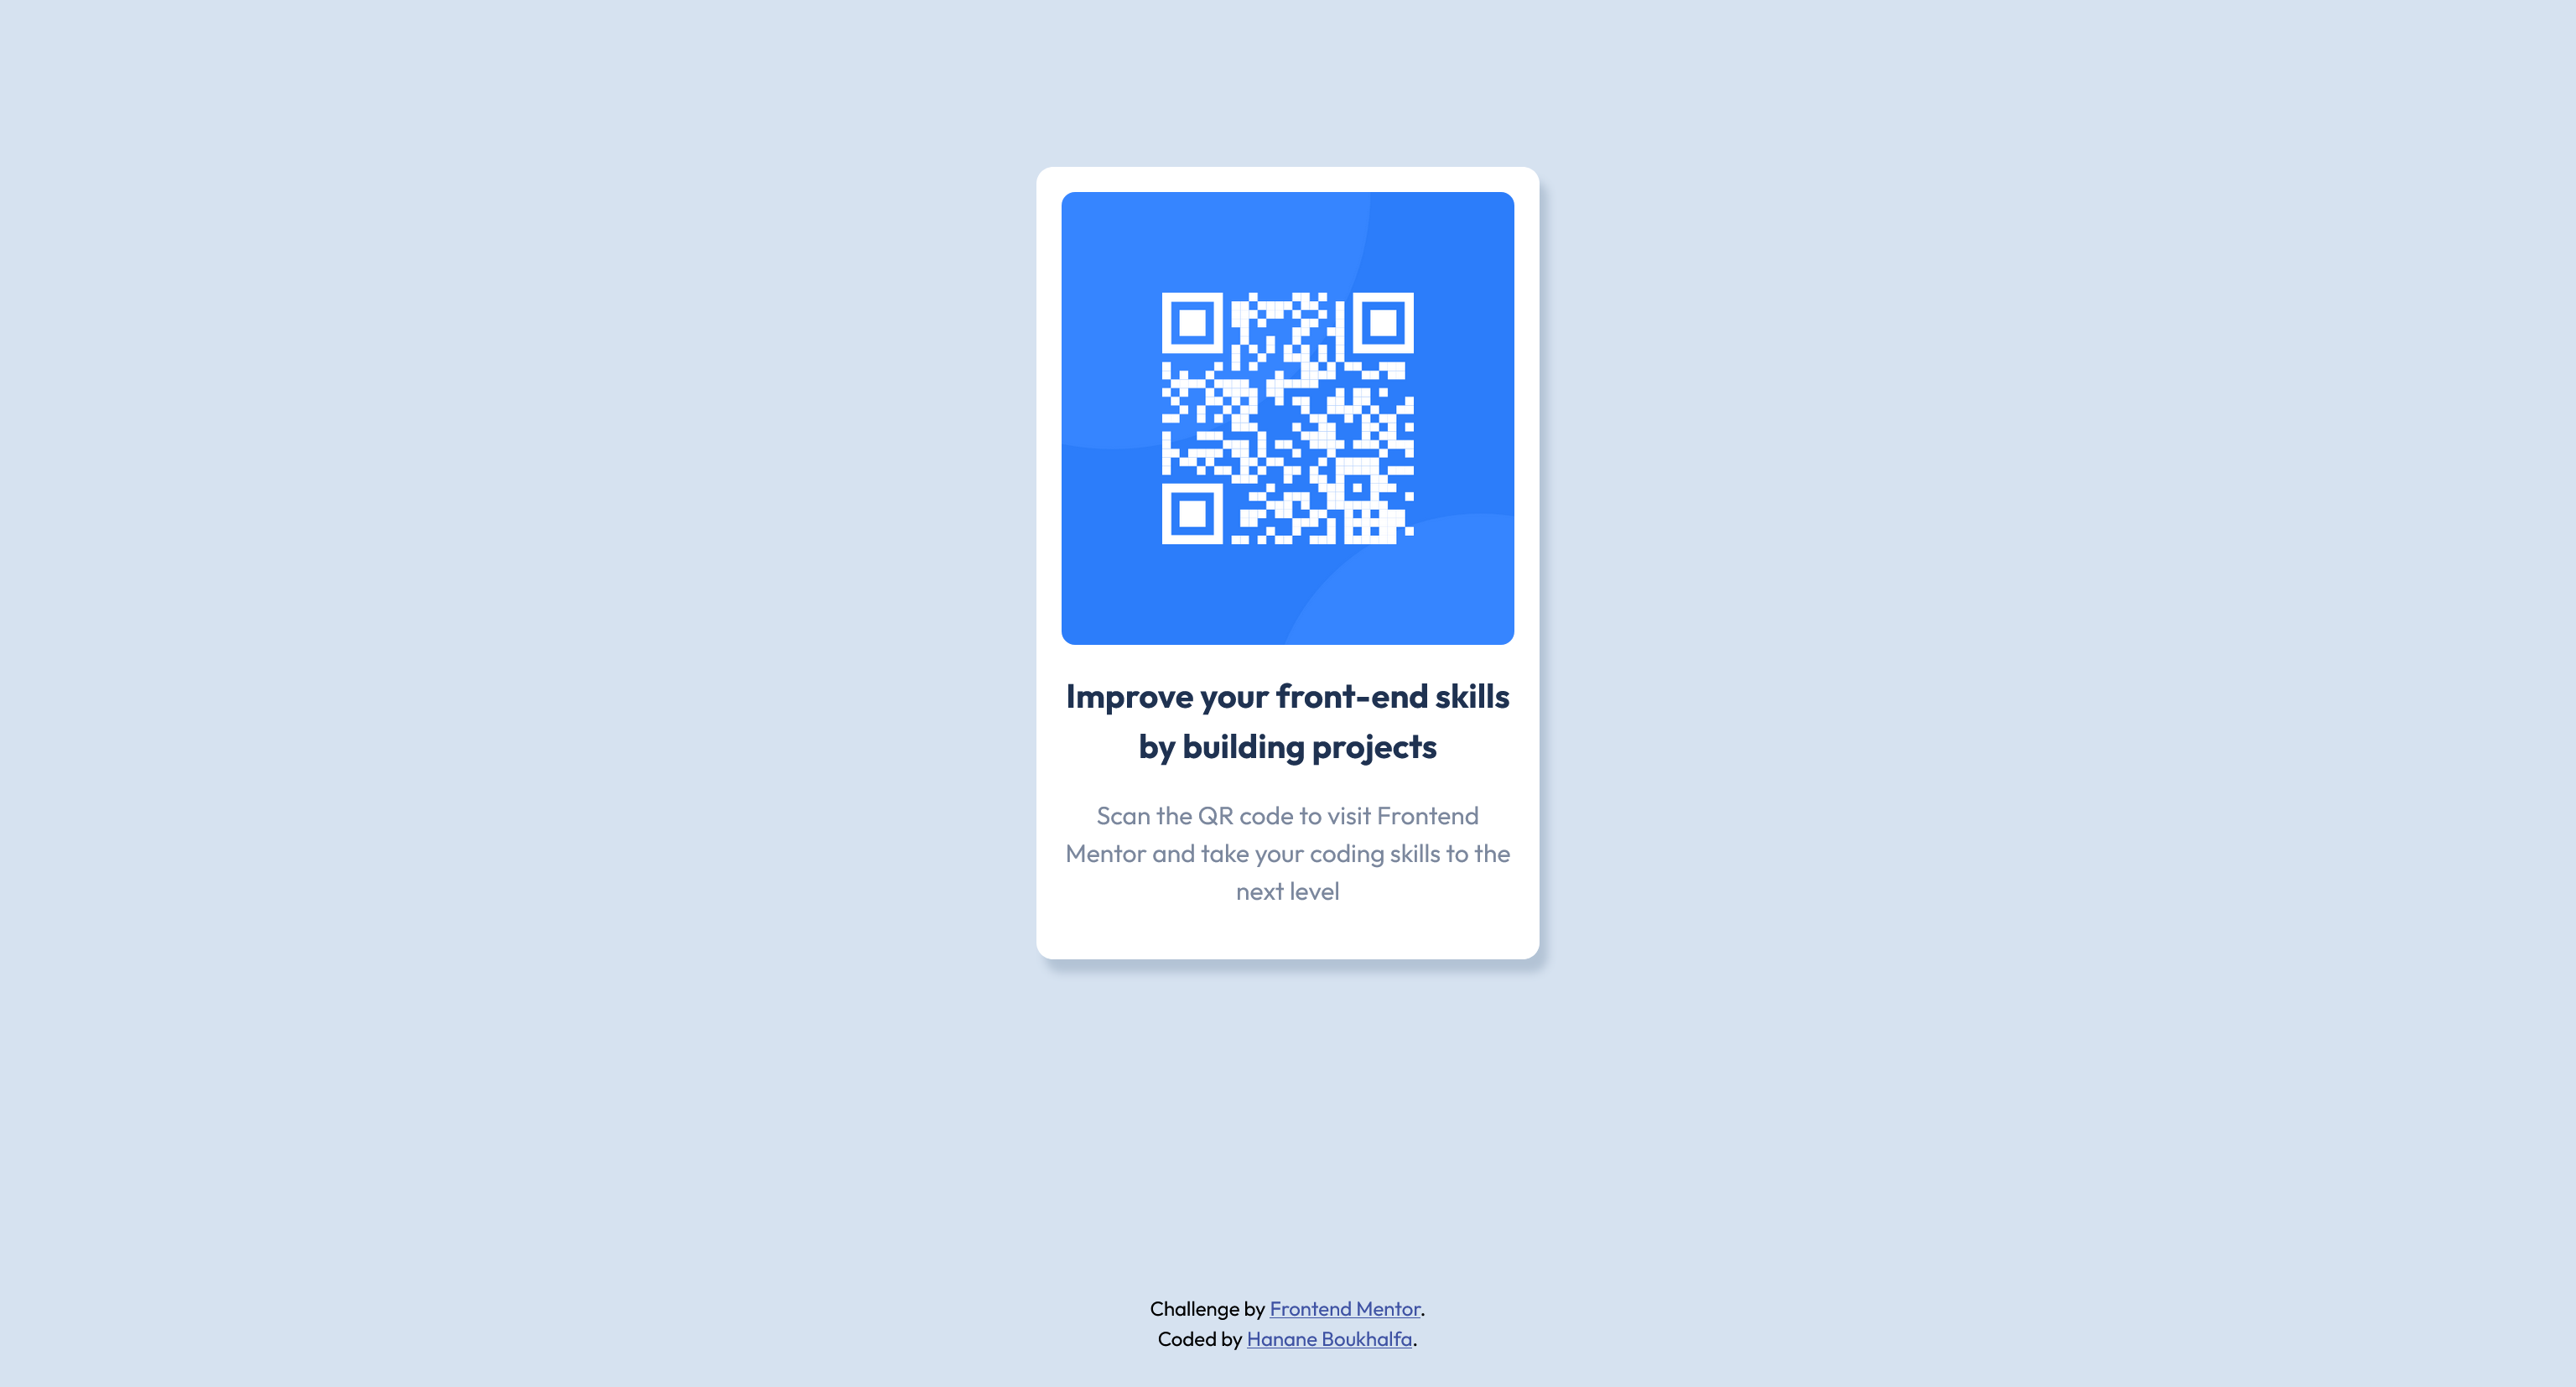 Improve your front-end skills
by building projects
Scan the QR code to visit Frontend
Mentor and take your coding skills to the
next level
Challenge by Frontend Mentor.
Coded by Hanane Boukhalfa.